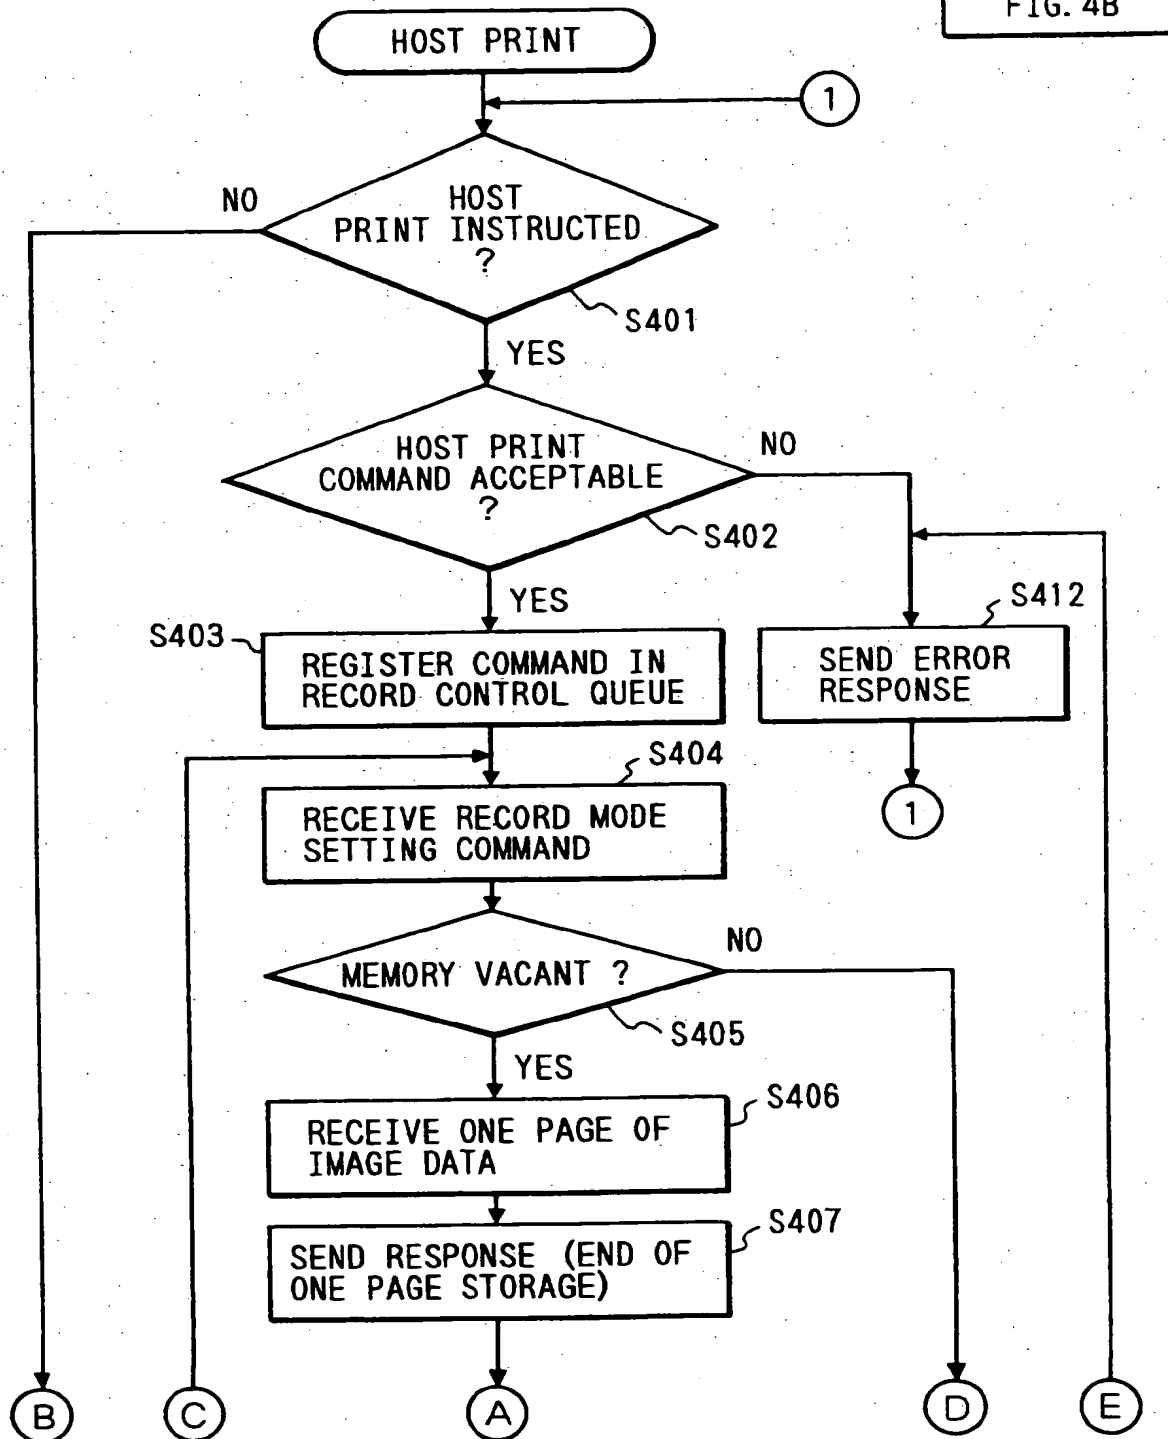 FIG. 4B
HOST PRINT
1
HOST
PRINT INSTRUCTED
?
NO
S401
YES
HOST PRINT
COMMAND ACCEPTABLE
?
NO
S402
YES
S403
REGISTER COMMAND IN
RECORD CONTROL QUEUE
S412
SEND ERROR
RESPONSE
1
S404
RECEIVE RECORD MODE
SETTING COMMAND
MEMORY VACANT ?
NO
S405
YES
S406
RECEIVE ONE PAGE OF
IMAGE DATA
S407
SEND RESPONSE (END OF
ONE PAGE STORAGE)
B
C
A
D
E